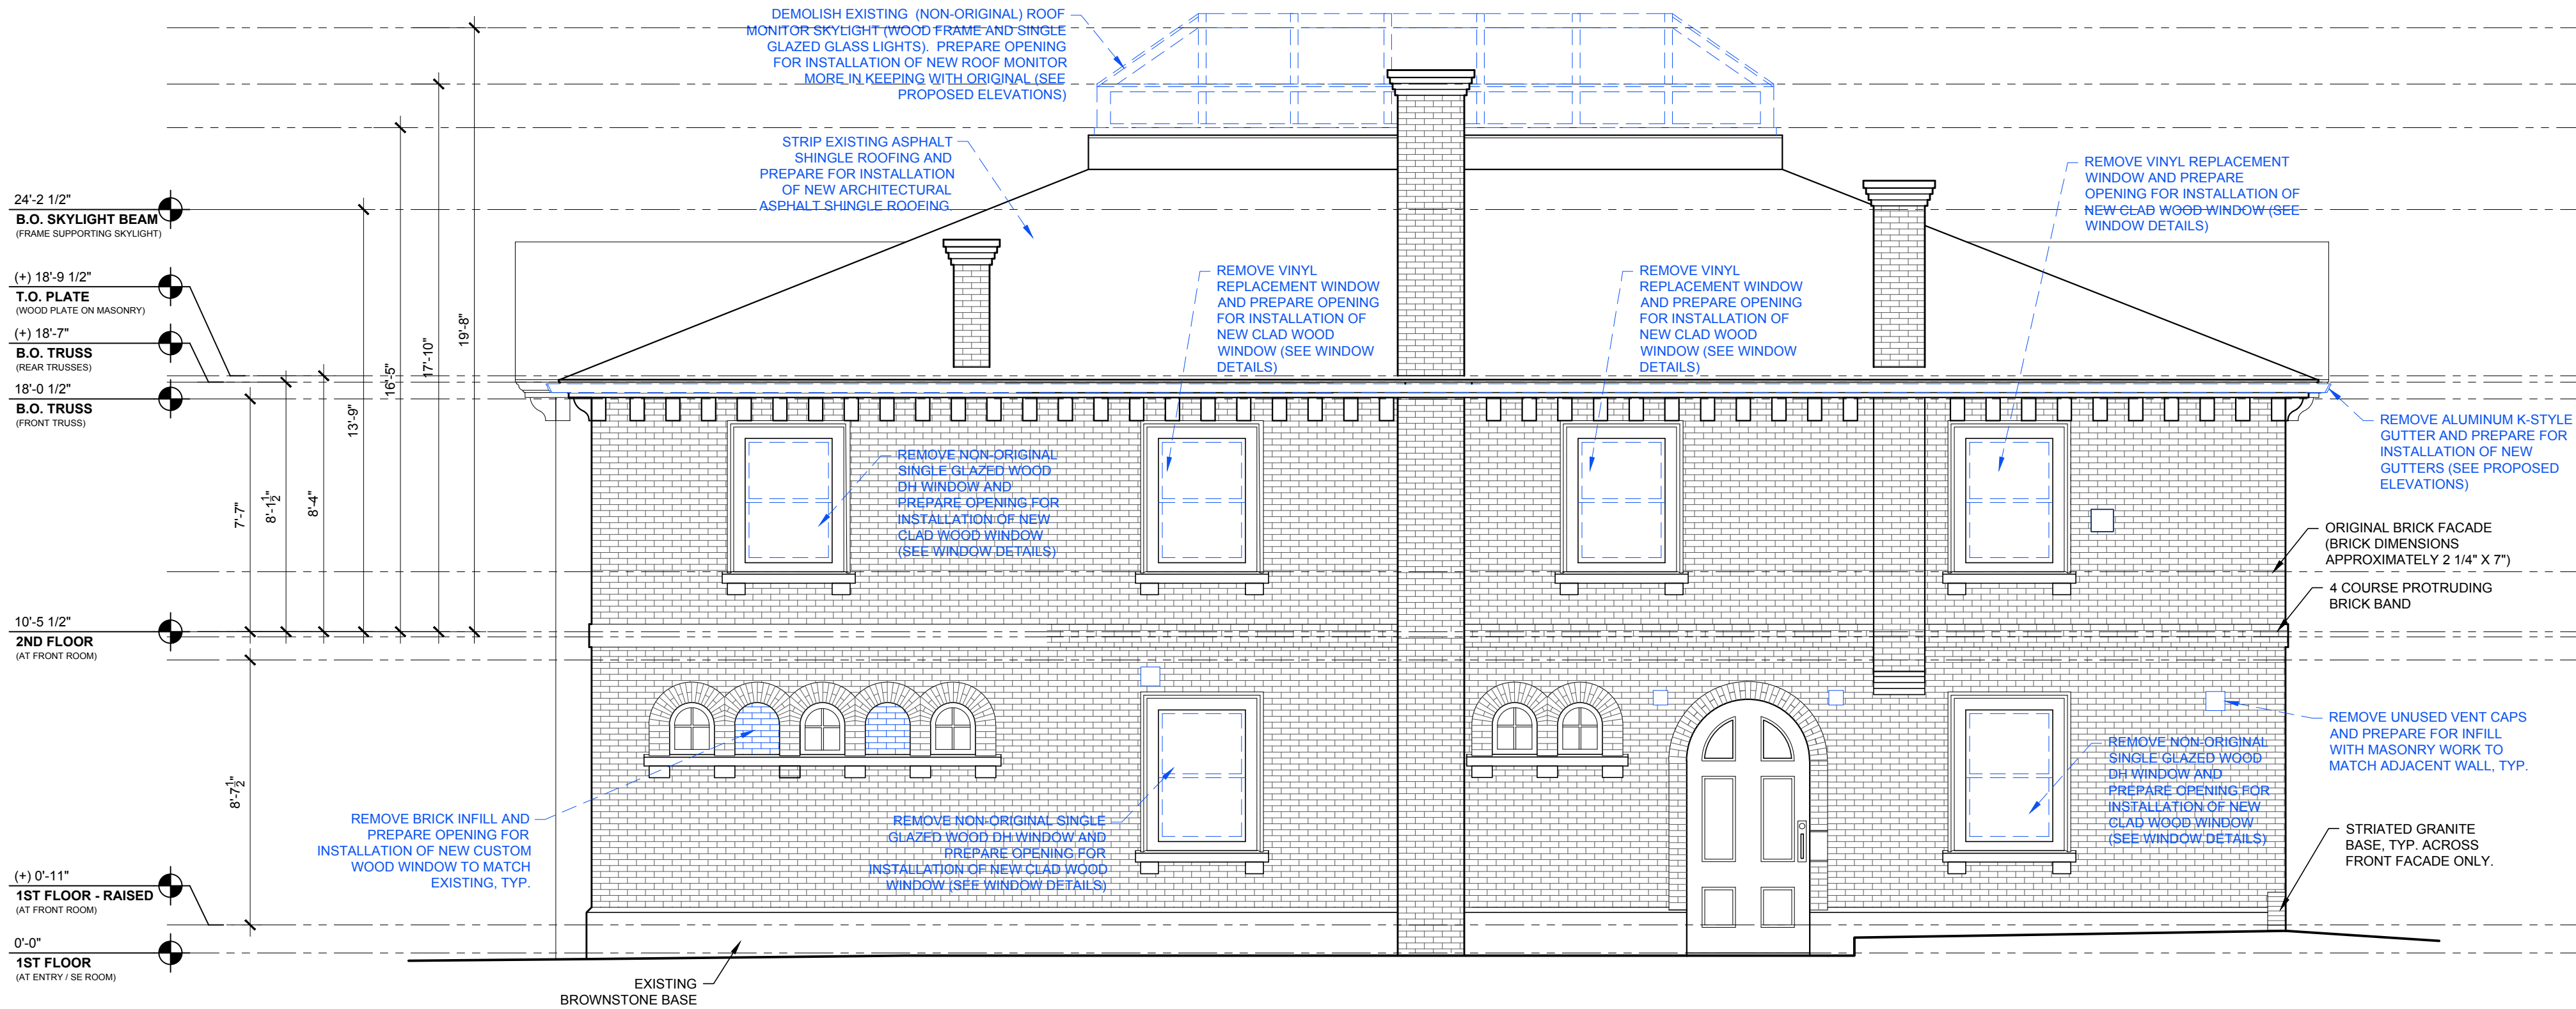 DEMOLISH EXISTING (NON-ORIGINAL) ROOF
MONITOR SKYLIGHT (WOOD FRAME AND SINGLE
GLAZED GLASS LIGHTS). PREPARE OPENING
FOR INSTALLATION OF NEW ROOF MONITOR
MORE IN KEEPING WITH ORIGINAL (SEE
PROPOSED ELEVATIONS)
STRIP EXISTING ASPHALT
SHINGLE ROOFING AND
PREPARE FOR INSTALLATION
OF NEW ARCHITECTURAL
ASPHALT SHINGLE ROOFING.
REMOVE VINYL REPLACEMENT
WINDOW AND PREPARE
OPENING FOR INSTALLATION OF
NEW CLAD WOOD WINDOW (SEE
WINDOW DETAILS)
24'-2 1/2"
B.O. SKYLIGHT BEAM
(FRAME SUPPORTING SKYLIGHT)
(+) 18'-9 1/2"
T.O. PLATE
(WOOD PLATE ON MASONRY)
(+) 18'-7"
B.O. TRUSS
(REAR TRUSSES)
18'-0 1/2"
B.O. TRUSS
(FRONT TRUSS)
7'-7"
8'-1 1/2"
8'-4"
13'-9"
16'-5"
17'-10"
19'-8"
REMOVE VINYL
REPLACEMENT WINDOW
AND PREPARE OPENING
FOR INSTALLATION OF
NEW CLAD WOOD
WINDOW (SEE WINDOW
DETAILS)
REMOVE VINYL
REPLACEMENT WINDOW
AND PREPARE OPENING
FOR INSTALLATION OF
NEW CLAD WOOD
WINDOW (SEE WINDOW
DETAILS)
REMOVE ALUMINUM K-STYLE
GUTTER AND PREPARE FOR
INSTALLATION OF NEW
GUTTERS (SEE PROPOSED
ELEVATIONS)
REMOVE NON-ORIGINAL
SINGLE GLAZED WOOD
DH WINDOW AND
PREPARE OPENING FOR
INSTALLATION OF NEW
CLAD WOOD WINDOW
(SEE WINDOW DETAILS)
ORIGINAL BRICK FACADE
(BRICK DIMENSIONS
APPROXIMATELY 2 1/4" X 7")
4 COURSE PROTRUDING
BRICK BAND
10'-5 1/2"
2ND FLOOR
(AT FRONT ROOM)
8'-7 1/2"
REMOVE UNUSED VENT CAPS
AND PREPARE FOR INFILL
WITH MASONRY WORK TO
MATCH ADJACENT WALL, TYP.
REMOVE NON-ORIGINAL
SINGLE GLAZED WOOD
DH WINDOW AND
PREPARE OPENING FOR
INSTALLATION OF NEW
CLAD WOOD WINDOW
(SEE WINDOW DETAILS)
REMOVE BRICK INFILL AND
PREPARE OPENING FOR
INSTALLATION OF NEW CUSTOM
WOOD WINDOW TO MATCH
EXISTING, TYP.
REMOVE NON-ORIGINAL SINGLE
GLAZED WOOD DH WINDOW AND
PREPARE OPENING FOR
INSTALLATION OF NEW CLAD WOOD
WINDOW (SEE WINDOW DETAILS)
STRIATED GRANITE
BASE, TYP. ACROSS
FRONT FACADE ONLY.
(+) 0'-11"
1ST FLOOR - RAISED
(AT FRONT ROOM)
0'-0"
1ST FLOOR
(AT ENTRY / SE ROOM)
EXISTING
BROWNSTONE BASE